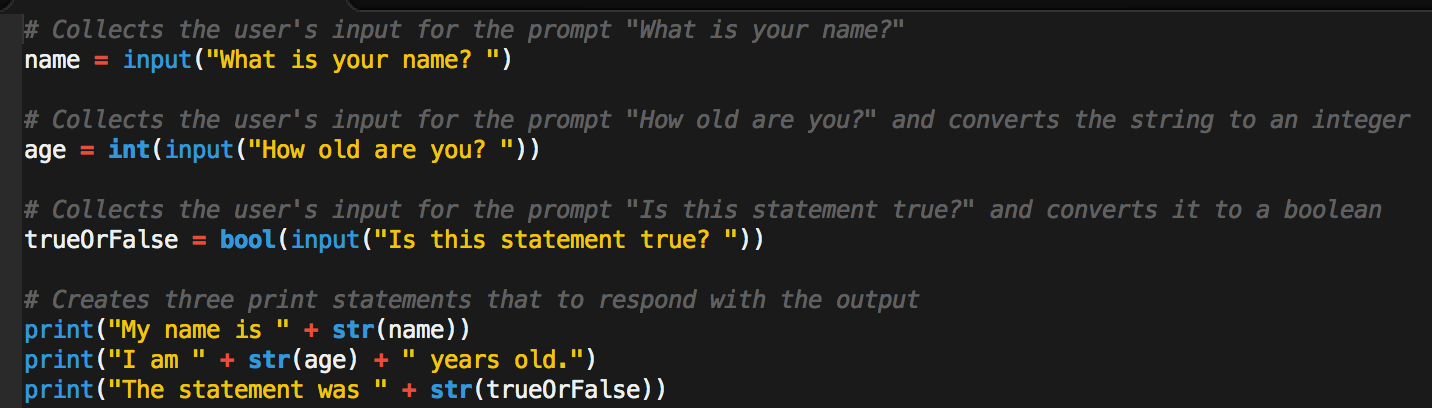 # Collects the user's input for the prompt "What is your name?"
name = input("What is your name? ")
# Collects the user's input for the prompt "How old are you?" and converts the string to an integer
age = int(input("How old are you? "))
# Collects the user's input for the prompt "Is this statement true?" and converts it to a boolean
trueOrFalse = bool(input("Is this statement true? "))
# Creates three print statements that to respond with the output
print("My name is " + str(name))
print("I am " + str(age) + " years old.")
print("The statement was " + str(trueOrFalse))